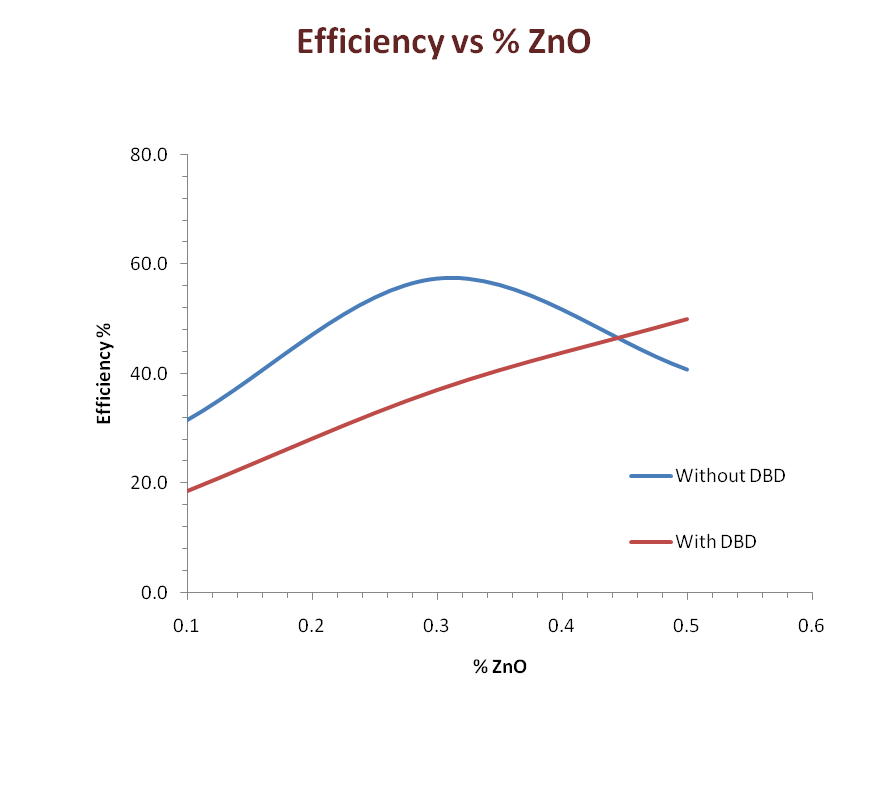 Efficiency vs % ZnO
80.0
60.0
40.0
20.0
0.0
Efficiency %
0.1 0.2 0.3 0.4 0.5 0.6
% ZnO
Without DBD
With DBD